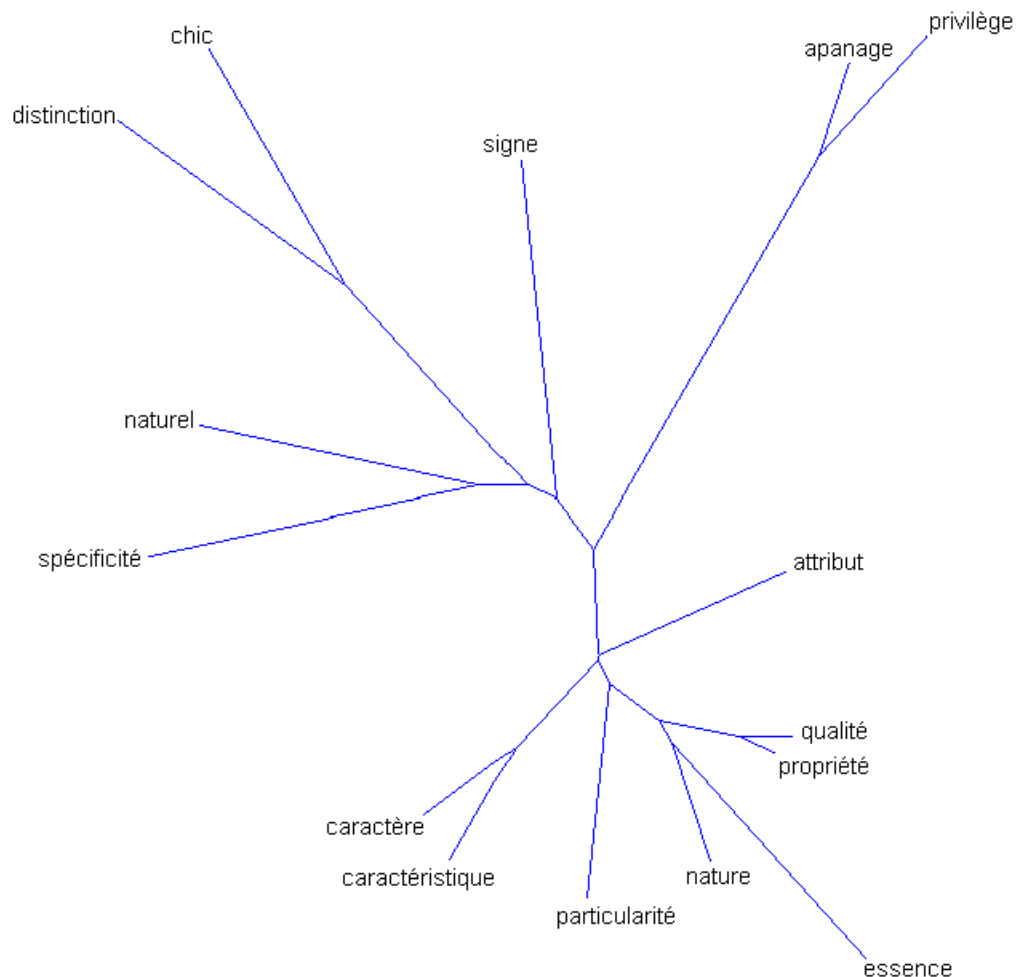 privilège
chic
apanage
distinction
signe
naturel
spécificité
attribut
qualité
propriété
caractère
caractéristique
nature
particularité
essence